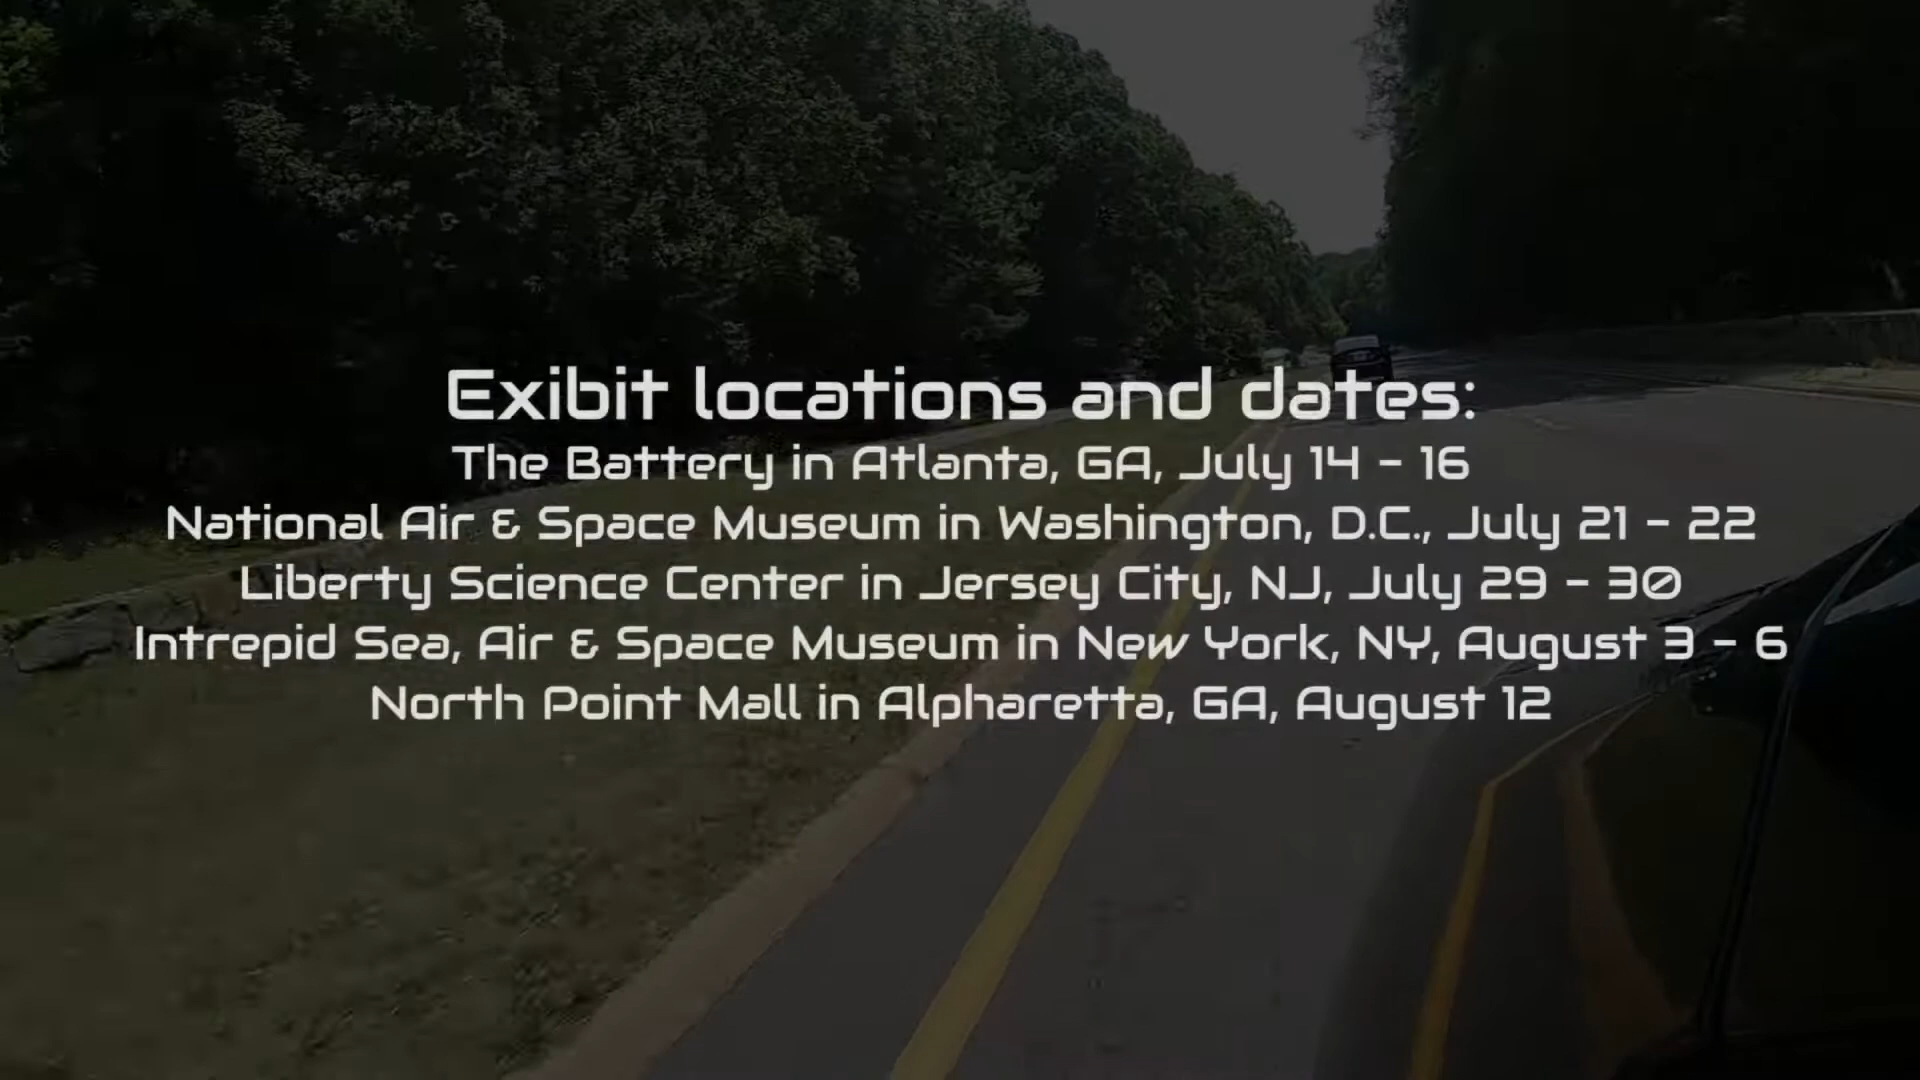 Exibit locations and dates:
The Battery in Atlanta, GA, July 14 - 16
National Air & Space Museum in Washington, D.C., July 21 - 22
Liberty Science Center in Jersey City, NJ, July 29 - 30
Intrepid Sea, Air & Space Museum in New York, NY, August 3 - 6
North Point Mall in Alpharetta, GA, August 12